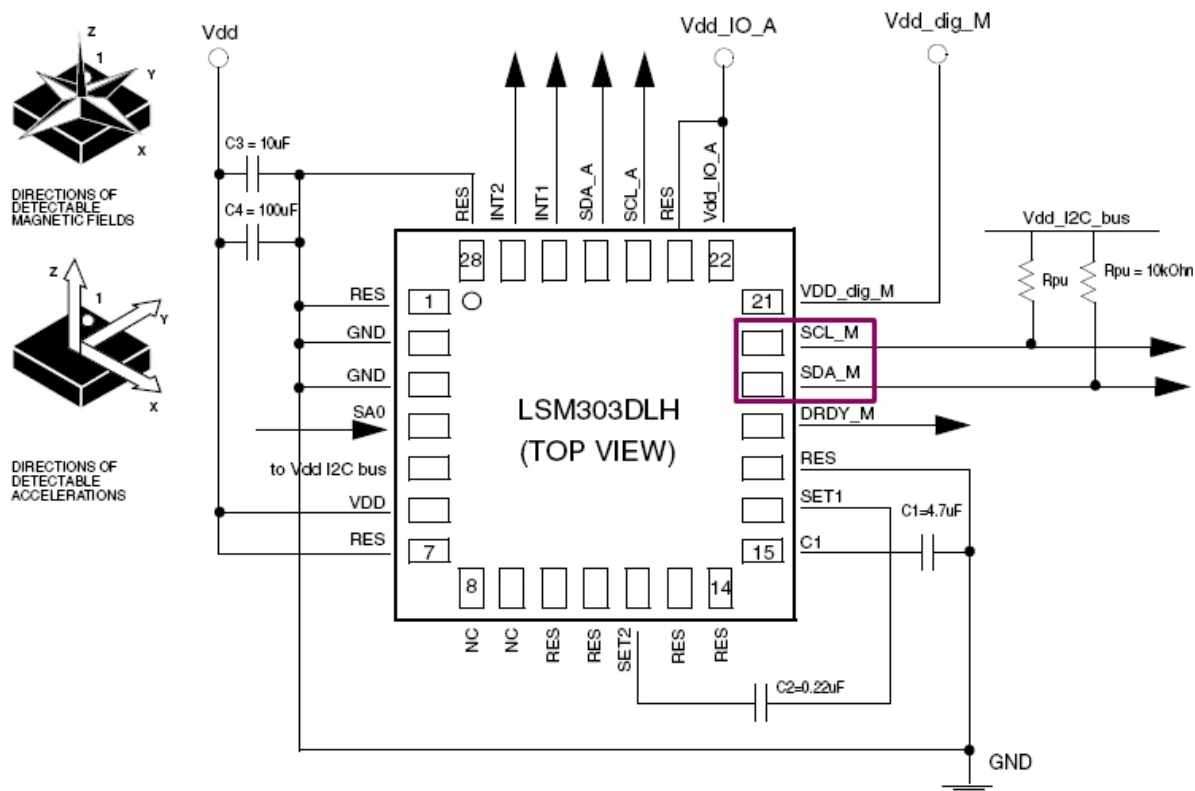 Vdd
Vdd_IO_A
Vdd_dig_M
Z
1
Y
X
DIRECTIONS OF
DETECTABLE
MAGNETIC FIELDS
C3 = 10uF
C4 = 100uF
RES
INT2
INT1
SDA_A
SCL_A
RES
Vdd_IO_A
28
22
Z
1
Y
X
DIRECTIONS OF
DETECTABLE
ACCELERATIONS
RES
GND
GND
SA0
to Vdd I2C bus
VDD
RES
1
7
LSM303DLH
(TOP VIEW)
21
15
VDD_dig_M
SCL_M
SDA_M
DRDY_M
RES
SET1
C1
Vdd_I2C_bus
Rpu
Rpu = 10kOhm
C1=4.7uF
8
14
NC
NC
RES
RES
SET2
RES
RES
C2=0.22uF
GND